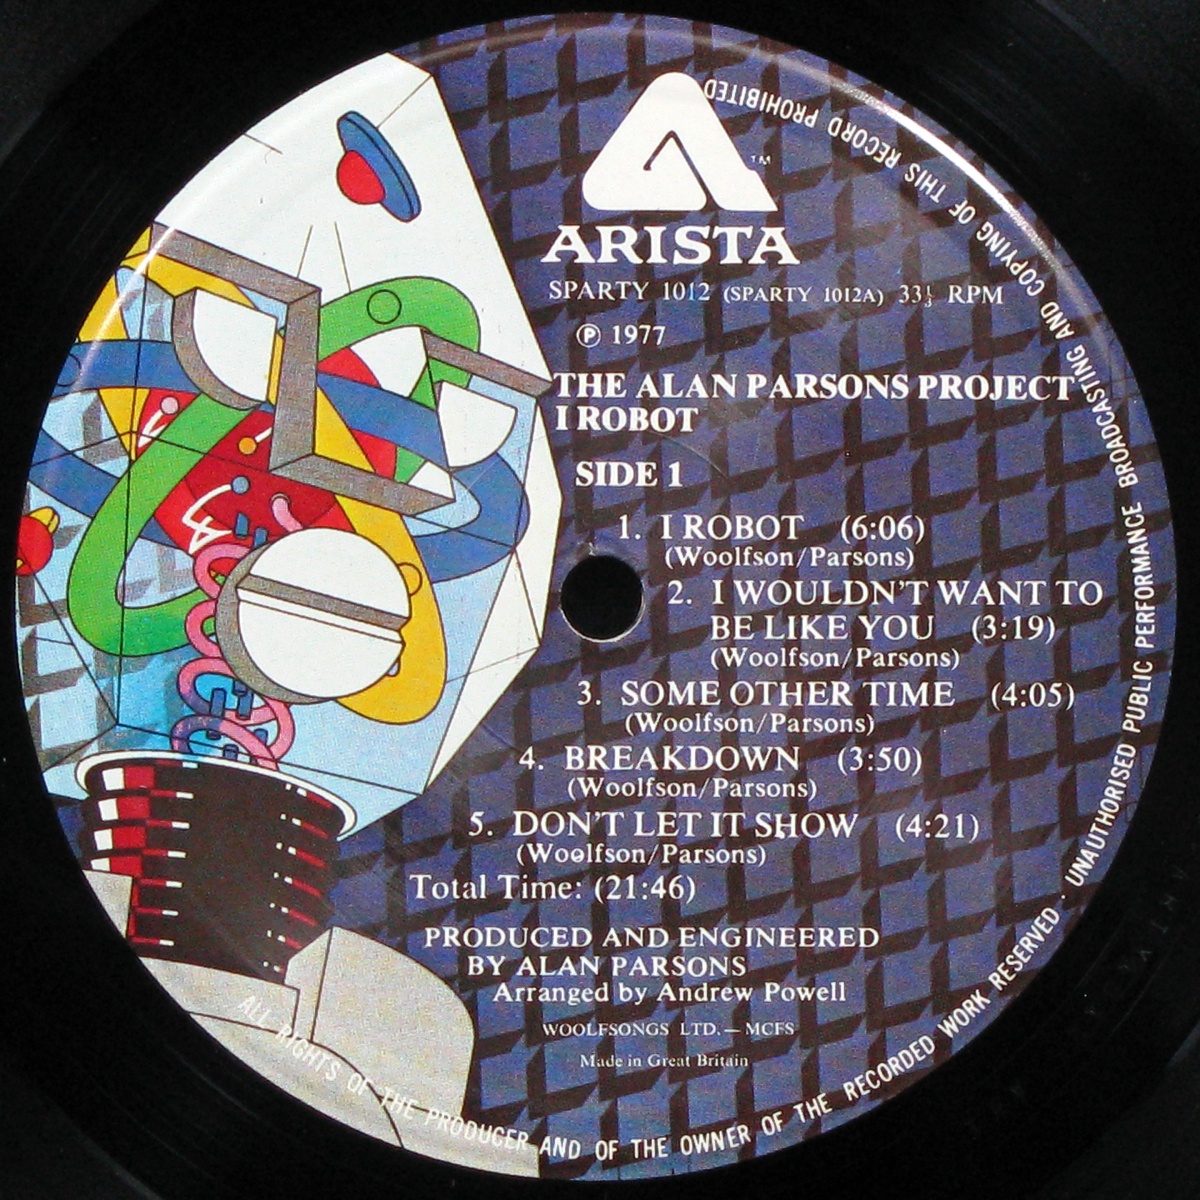 ARISTA
TM
SPARTY 1012 (SPARTY 1012A) 33⅓ RPM
Ⓟ 1977
THE ALAN PARSONS PROJECT
I ROBOT
SIDE 1
1. I ROBOT (6:06)
(Woolfson/Parsons)
2. I WOULDN'T WANT TO
BE LIKE YOU (3:19)
(Woolfson/Parsons)
3. SOME OTHER TIME (4:05)
(Woolfson/Parsons)
4. BREAKDOWN (3:50)
(Woolfson/Parsons)
5. DON'T LET IT SHOW (4:21)
(Woolfson/Parsons)
Total Time: (21:46)
PRODUCED AND ENGINEERED
BY ALAN PARSONS
Arranged by Andrew Powell
WOOLFSONGS LTD. — MCFS
Made in Great Britain
ALL RIGHTS OF THE PRODUCER AND OF THE OWNER OF THE RECORDED WORK RESERVED . UNAUTHORISED PUBLIC PERFORMANCE BROADCASTING AND COPYING OF THIS RECORD PROHIBITED